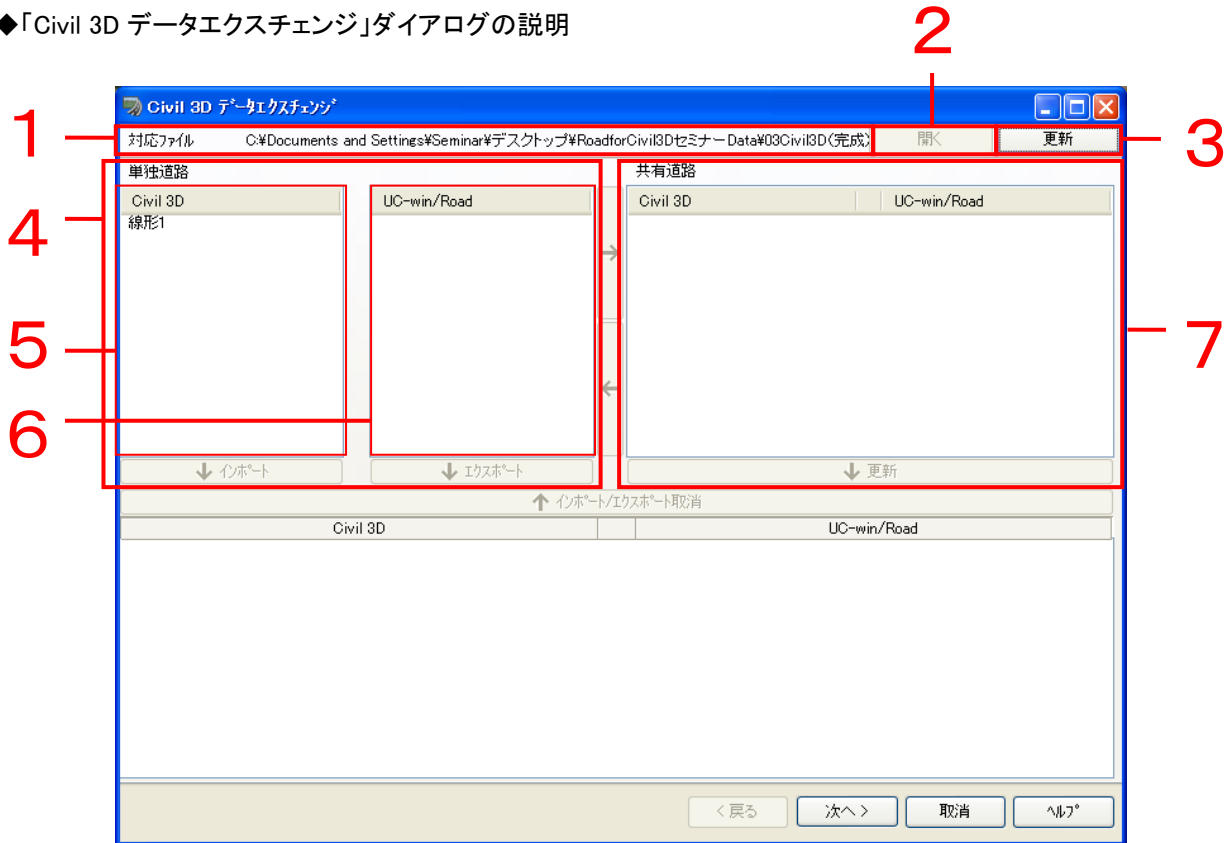 ◆「Civil 3D データエクスチェンジ」ダイアログの説明
2
Civil 3D ﾃﾞｰﾀｴｸｽﾁｪﾝｼﾞ
1
対応ファイル C:¥Documents and Settings¥Seminar¥デスクトップ¥RoadforCivil3Dセミナー Data¥03Civil3D(完成) 開く 更新
3
単独道路 共有道路
Civil 3D UC-win/Road Civil 3D UC-win/Road
線形1
4
→
5
7
←
6
↓ ｲﾝﾎﾟｰﾄ ↓ ｴｸｽﾎﾟｰﾄ ↓ 更新
↑ ｲﾝﾎﾟｰﾄ/ｴｸｽﾎﾟｰﾄ取消
Civil 3D UC-win/Road
< 戻る 次へ > 取消 ﾍﾙﾌﾟ